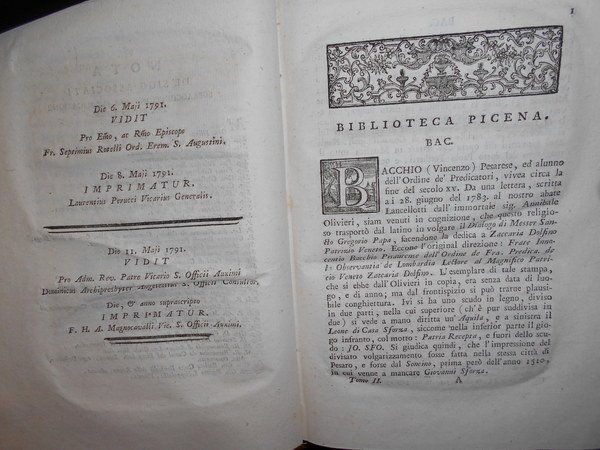 Die 6. Maji 1791.
VIDIT
Pro Emo, ac Rmo Episcopo
Fr. Septimius Rotelli Ord. Erem. S. Augustini.
Die 8. Maji 1791.
IMPRIMATUR.
Laurentius Perucci Vicarius Generalis.
Die 11. Maji 1791.
VIDIT
Pro Adm. Rev. Patre Vicario S. Officii Auximi
Dominicus Archipresbyter S. Officii Consultor.
Die, & anno suprascripto
IMPRIMATUR.
F. H. A. Magnocavalli Vic. S. Officii Auximi.
1
BIBLIOTECA PICENA.
BAC.
BACCHIO (Vincenzo) Pesarese, ed alunno
dell'Ordine de' Predicatori, vivea circa la
fine del secolo XV. Da una lettera, scritta
ai 28. giugno del 1783. al nostro abate
Lancellotti dall'immortale sig. Annibale
Olivieri, siam venuti in cognizione, che questo religio-
so trasportò dal latino in volgare il Dialogo di Messer San-
to Gregorio Papa, facendone la dedica a Zaccaria Dolfino
Patrizio Veneto. Eccone l'original direzione: Frate Inno-
centio Bacchio Pesaurense dell'Ordine de Fra. Predica. de
la Observantia de Lombardia Lectore al Magnifico Patri-
cio Veneto Zaccaria Dolfino. L'esemplare di tale stampa,
che si ebbe dall'Olivieri in copia, era senza data di luo-
go, e di anno; ma dal frontispizio si può trarne plausi-
bile conghiettura. Ivi si ha uno scudo in legno, diviso
in due parti, nella cui superiore (ch'è pur suddivisa in
due) si vede a mano diritta un'Aquila, e a sinistra il
Leone di Casa Sforza, siccome nell'inferior parte il gio-
go infranto, col motto: Patria Recepta, e fuori dello scu-
do: JO. SFO. Si giudica quindi, che l'impressione del
divisato volgarizzamento fosse fatta nella stessa città di
Pesaro, e forse dal Soncino, prima però dell'anno 1510,
in cui venne a mancare Giovanni Sforza.
Tomo II. A